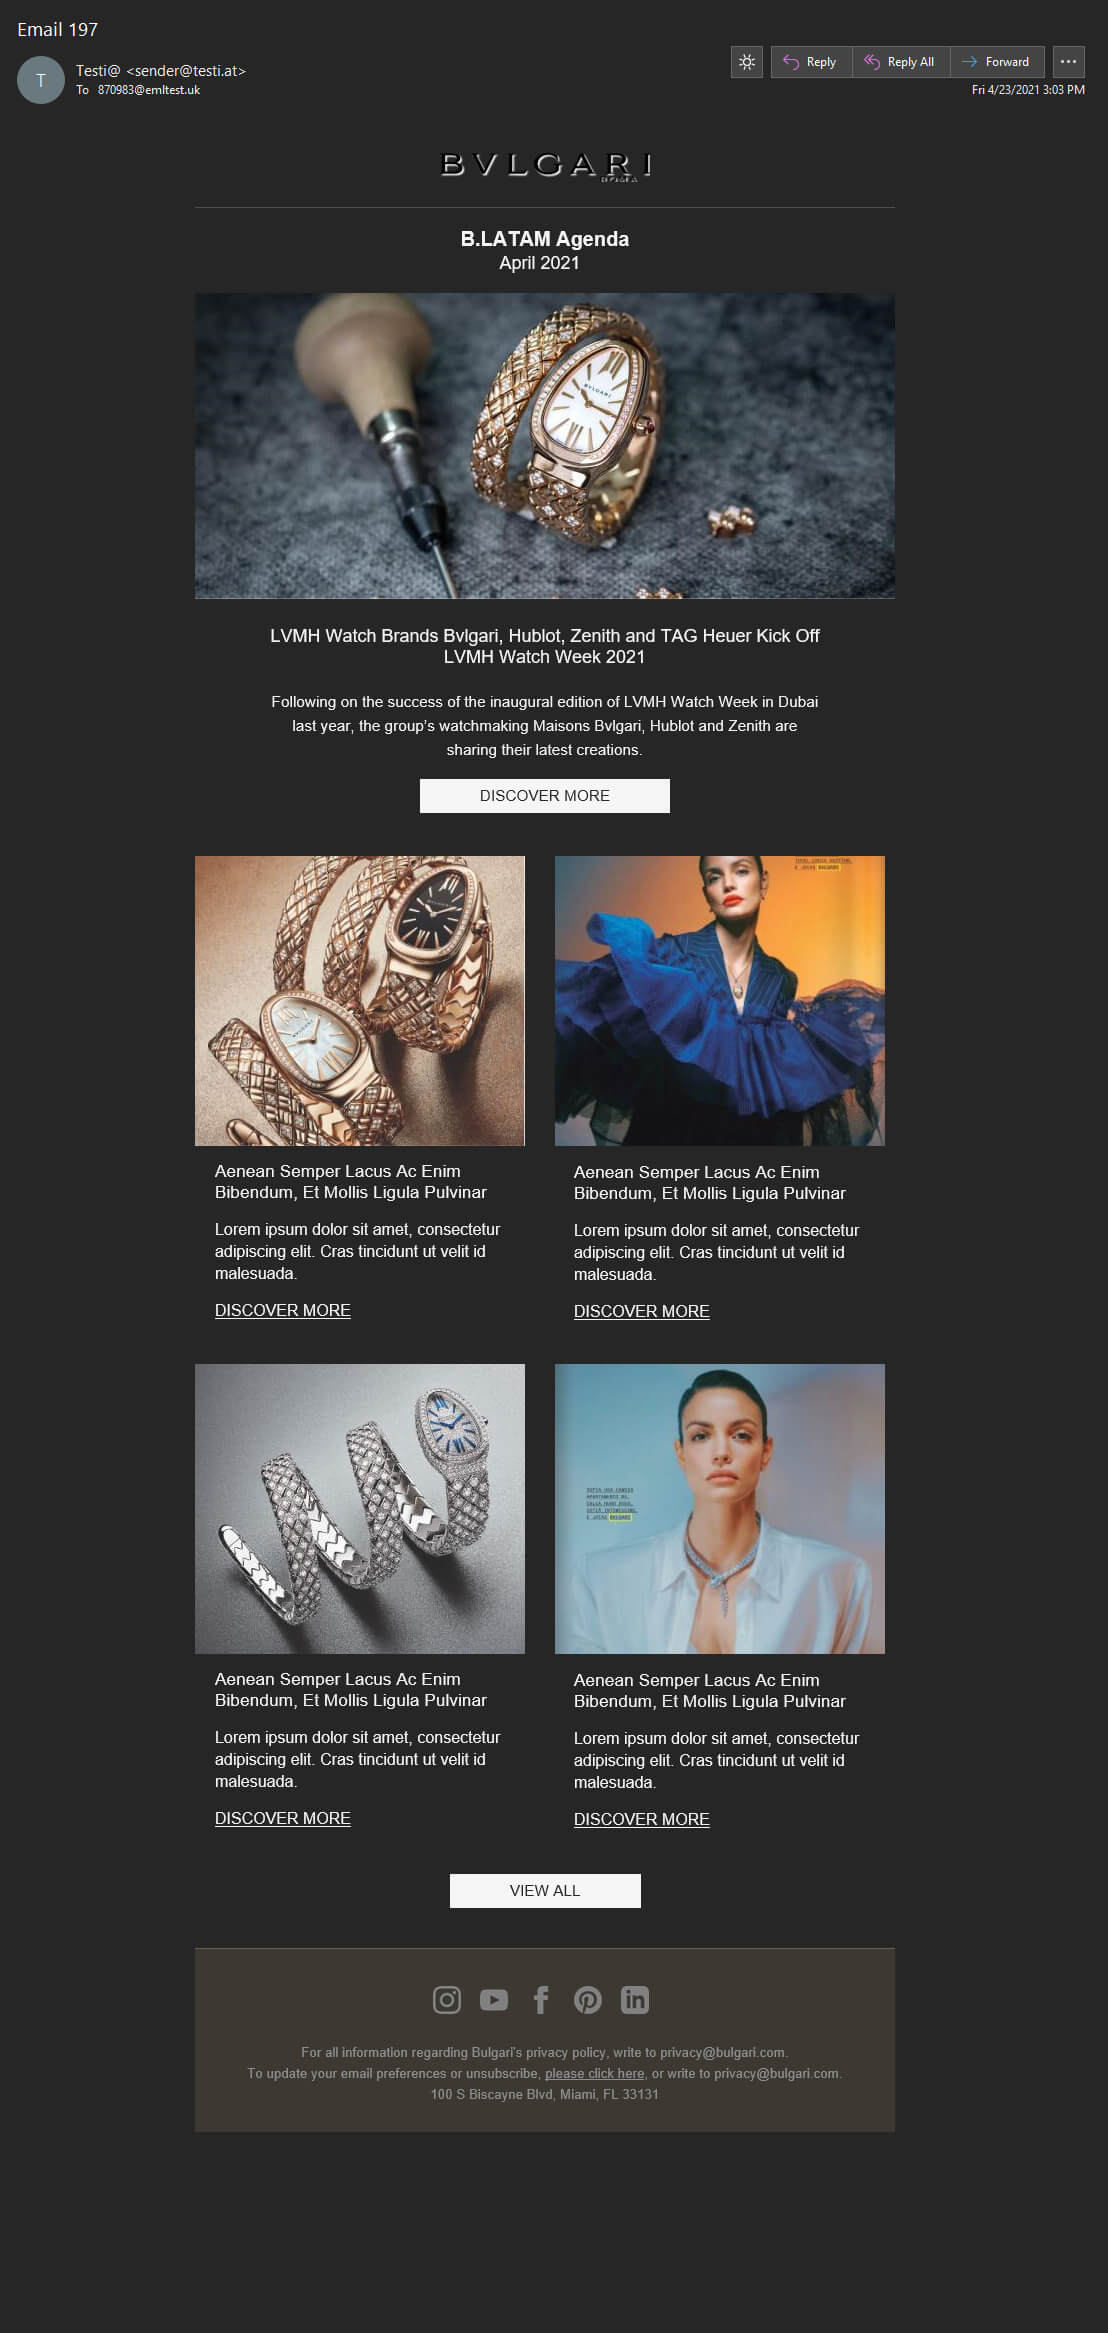 Email 197
T
Testi@ <sender@testi.at>
To 870983@emltest.uk
Reply
Reply All
Forward
Fri 4/23/2021 3:03 PM
BVLGARI
ROMA
B.LATAM Agenda
April 2021
BVLGARI
LVMH Watch Brands Bvlgari, Hublot, Zenith and TAG Heuer Kick Off
LVMH Watch Week 2021
Following on the success of the inaugural edition of LVMH Watch Week in Dubai
last year, the group's watchmaking Maisons Bvlgari, Hublot and Zenith are
sharing their latest creations.
DISCOVER MORE
BVLGARI
E JOIAS BULGARI
Aenean Semper Lacus Ac Enim
Bibendum, Et Mollis Ligula Pulvinar
Lorem ipsum dolor sit amet, consectetur
adipiscing elit. Cras tincidunt ut velit id
malesuada.
DISCOVER MORE
Aenean Semper Lacus Ac Enim
Bibendum, Et Mollis Ligula Pulvinar
Lorem ipsum dolor sit amet, consectetur
adipiscing elit. Cras tincidunt ut velit id
malesuada.
DISCOVER MORE
SOFIA USA CAMISA
E JOIAS BULGARI
Aenean Semper Lacus Ac Enim
Bibendum, Et Mollis Ligula Pulvinar
Lorem ipsum dolor sit amet, consectetur
adipiscing elit. Cras tincidunt ut velit id
malesuada.
DISCOVER MORE
Aenean Semper Lacus Ac Enim
Bibendum, Et Mollis Ligula Pulvinar
Lorem ipsum dolor sit amet, consectetur
adipiscing elit. Cras tincidunt ut velit id
malesuada.
DISCOVER MORE
VIEW ALL
For all information regarding Bulgari's privacy policy, write to privacy@bulgari.com.
To update your email preferences or unsubscribe, please click here, or write to privacy@bulgari.com.
100 S Biscayne Blvd, Miami, FL 33131